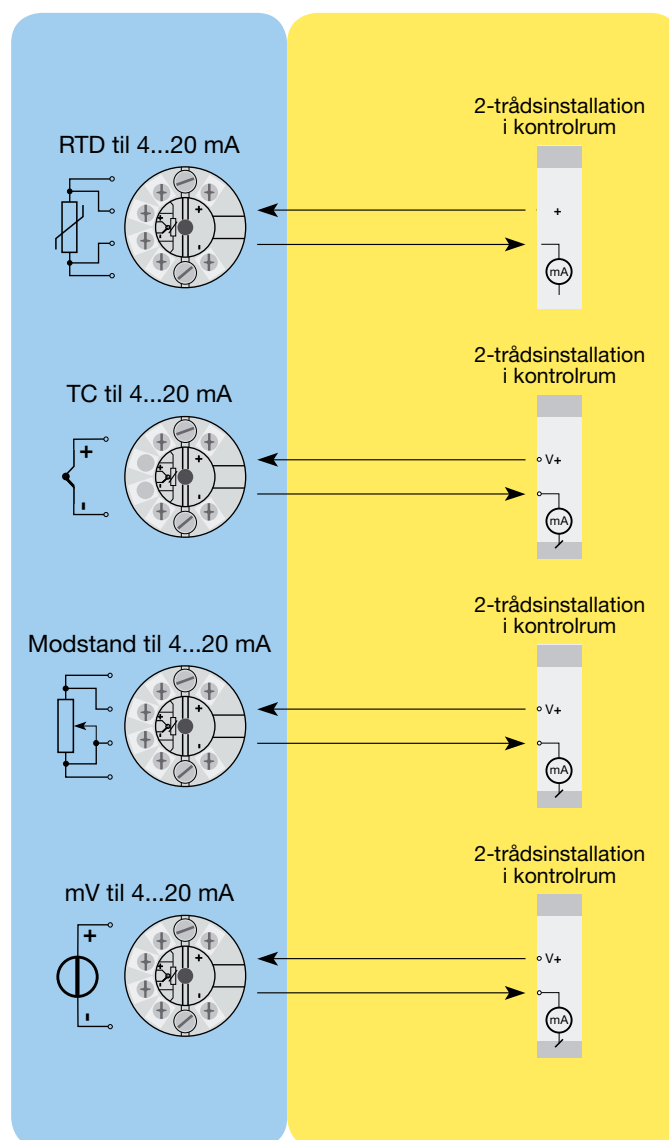 2-trådsinstallation
i kontrolrum
RTD til 4...20 mA
+
-
+
-
+
mA
2-trådsinstallation
i kontrolrum
TC til 4...20 mA
+
-
+
-
+
-
V+
mA
2-trådsinstallation
i kontrolrum
Modstand til 4...20 mA
+
-
+
-
V+
mA
2-trådsinstallation
i kontrolrum
mV til 4...20 mA
+
-
+
-
+
-
V+
mA